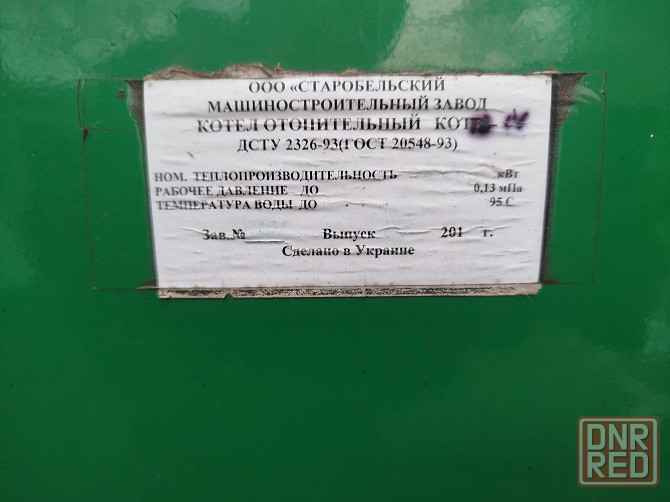 ООО «СТАРОБЕЛЬСКИЙ
МАШИНОСТРОИТЕЛЬНЫЙ ЗАВОД
КОТЕЛ ОТОПИТЕЛЬНЫЙ
ДСТУ 2326-93(ГОСТ 20548-93)
НОМ. ТЕПЛОПРОИЗВОДИТЕЛЬНОСТЬ кВт
РАБОЧЕЕ ДАВЛЕНИЕ ДО 0,13 мПа
ТЕМПЕРАТУРА ВОДЫ ДО 95 С
Зав.№ Выпуск 201 г.
Сделано в Украине
DNR
RED